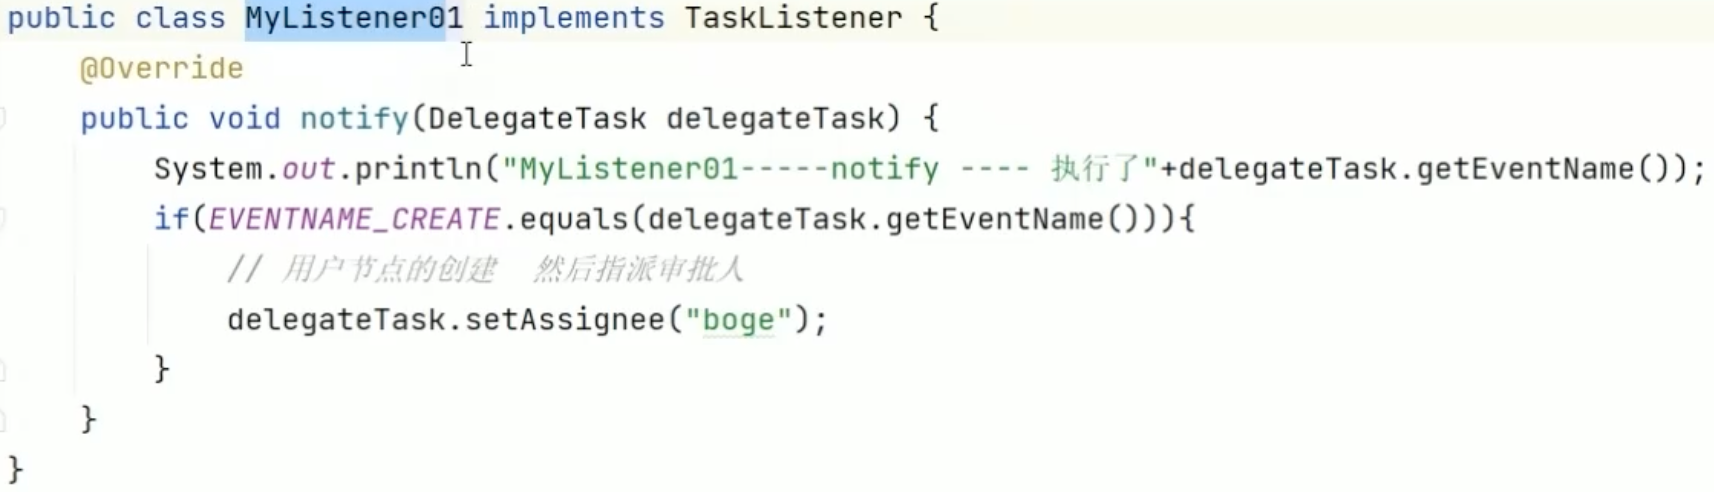 public class MyListener01 implements TaskListener {
@Override
public void notify(DelegateTask delegateTask) {
System.out.println("MyListener01-----notify ---- 执行了"+delegateTask.getEventName());
if(EVENTNAME_CREATE.equals(delegateTask.getEventName())){
// 用户节点的创建  然后指派审批人
delegateTask.setAssignee("boge");
}
}
}